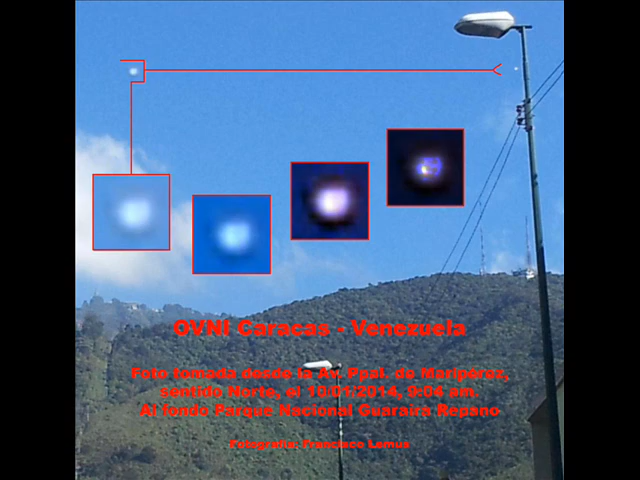 OVNI Caracas - Venezuela
Foto tomada desde la Av. Ppal. de Maripérez,
sentido Norte, el 10/01/2014, 9:04 am.
Al fondo Parque Nacional Guaraira Repano
Fotografía: Francisco Lemus